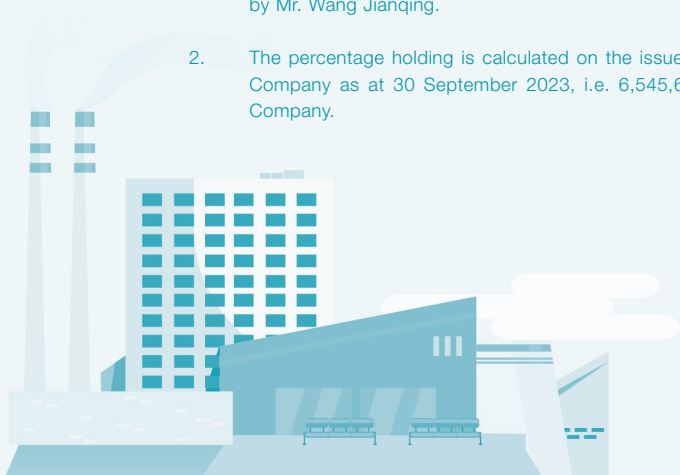 by Mr. Wang Jianqing.
2. The percentage holding is calculated on the issue
Company as at 30 September 2023, i.e. 6,545,6
Company.